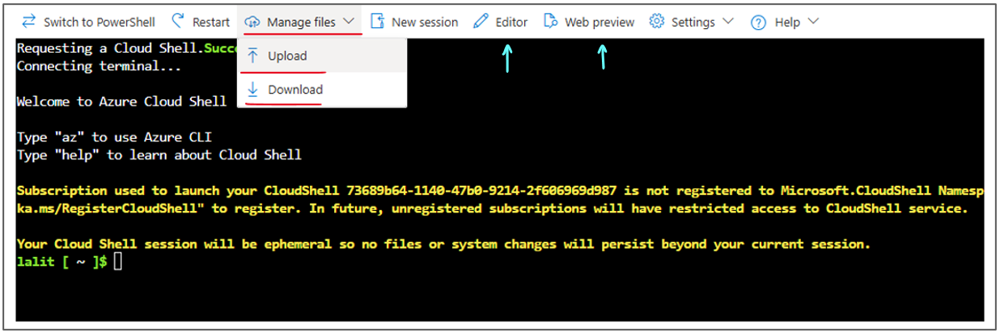 Switch to PowerShell Restart Manage files New session Editor Web preview Settings Help
Upload
Download
Requesting a Cloud Shell.Succ
Connecting terminal...
Welcome to Azure Cloud Shell
Type "az" to use Azure CLI
Type "help" to learn about Cloud Shell
Subscription used to launch your CloudShell 73689b64-1140-47b0-9214-2f606969d987 is not registered to Microsoft.CloudShell Namesp
ka.ms/RegisterCloudShell" to register. In future, unregistered subscriptions will have restricted access to CloudShell service.
Your Cloud Shell session will be ephemeral so no files or system changes will persist beyond your current session.
lalit [ ~ ]$